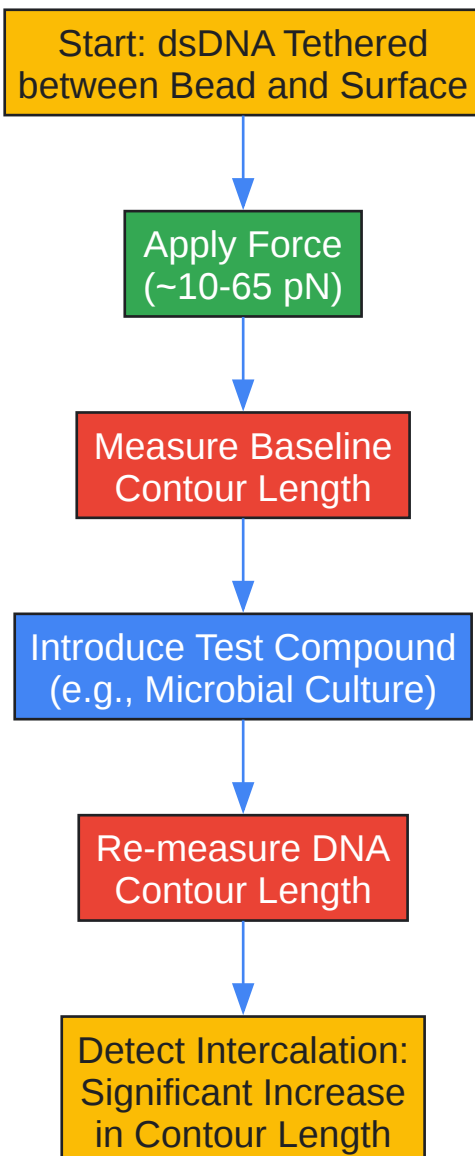 Start: dsDNA Tethered
between Bead and Surface
Apply Force
(~10-65 pN)
Measure Baseline
Contour Length
Introduce Test Compound
(e.g., Microbial Culture)
Re-measure DNA
Contour Length
Detect Intercalation:
Significant Increase
in Contour Length